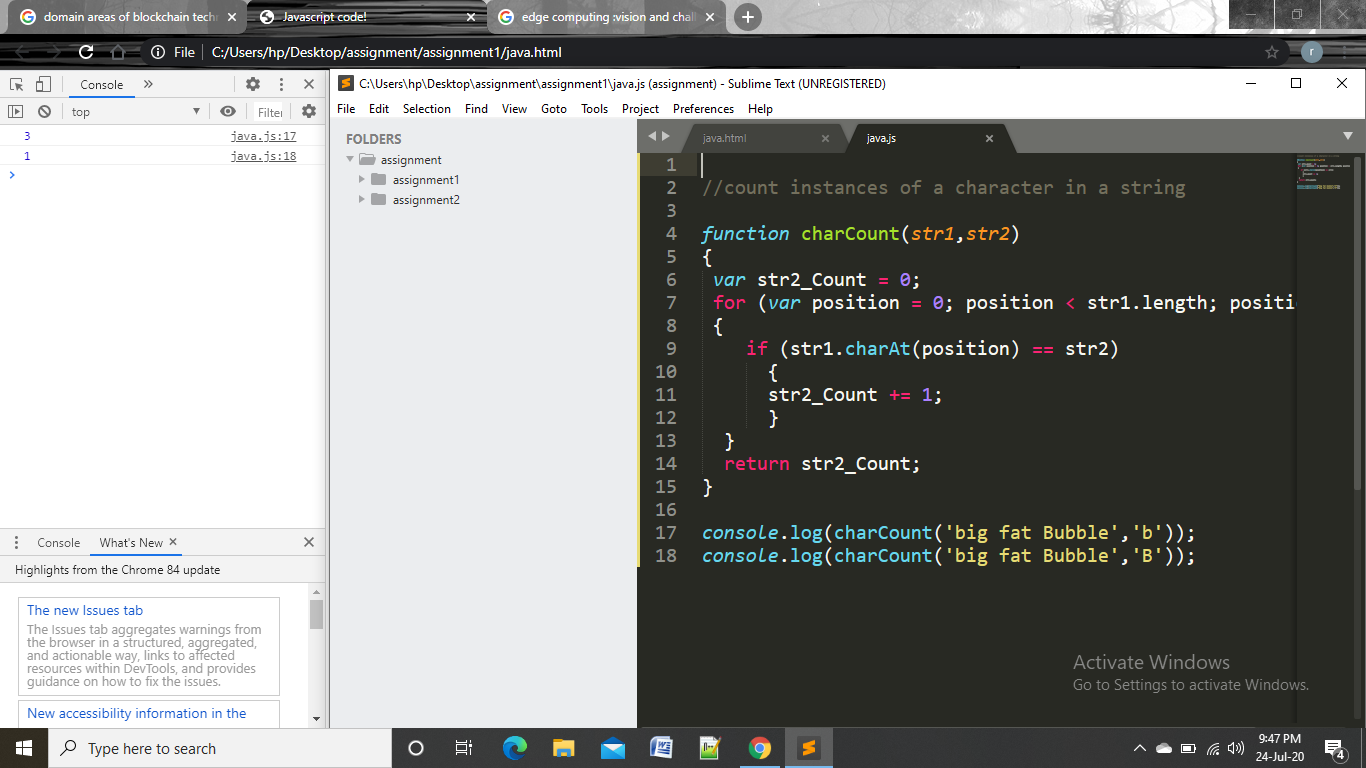 domain areas of blockchain tech
Javascript code!
edge computing :vision and chal
File C:/Users/hp/Desktop/assignment/assignment1/java.html
r
Console
top
Filter
3 java.js:17
1 java.js:18
Console What's New
Highlights from the Chrome 84 update
The new Issues tab
The Issues tab aggregates warnings from
the browser in a structured, aggregated,
and actionable way, links to affected
resources within DevTools, and provides
guidance on how to fix the issues.
New accessibility information in the
C:\Users\hp\Desktop\assignment\assignment1\java.js (assignment) - Sublime Text (UNREGISTERED)
File Edit Selection Find View Goto Tools Project Preferences Help
FOLDERS
assignment
assignment1
assignment2
java.html java.js
1
2 //count instances of a character in a string
3
4 function charCount(str1,str2)
5 {
6 var str2_Count = 0;
7 for (var position = 0; position < str1.length; positi
8 {
9 if (str1.charAt(position) == str2)
10 {
11 str2_Count += 1;
12 }
13 }
14 return str2_Count;
15 }
16
17 console.log(charCount('big fat Bubble','b'));
18 console.log(charCount('big fat Bubble','B'));
Activate Windows
Go to Settings to activate Windows.
Type here to search
9:47 PM
24-Jul-20
4